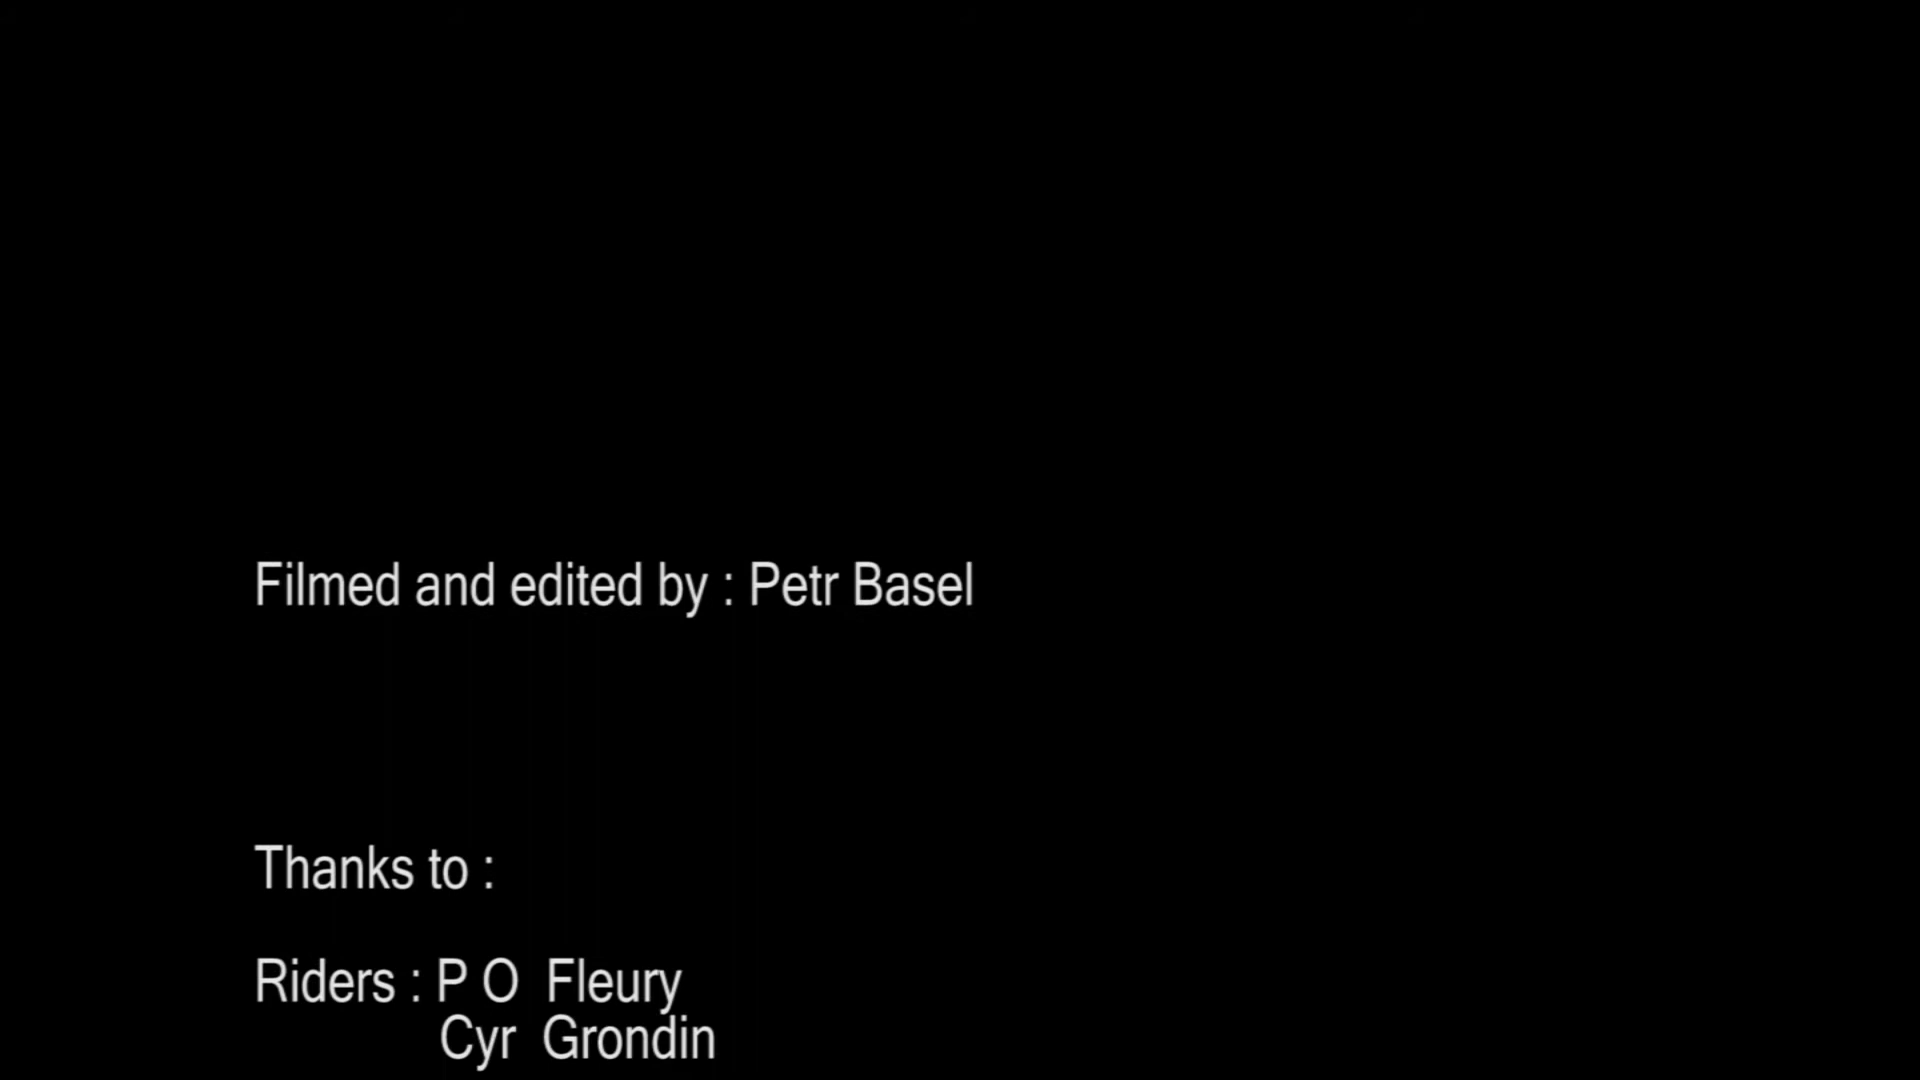 Filmed and edited by : Petr Basel
Thanks to :
Riders : P O  Fleury
Cyr  Grondin